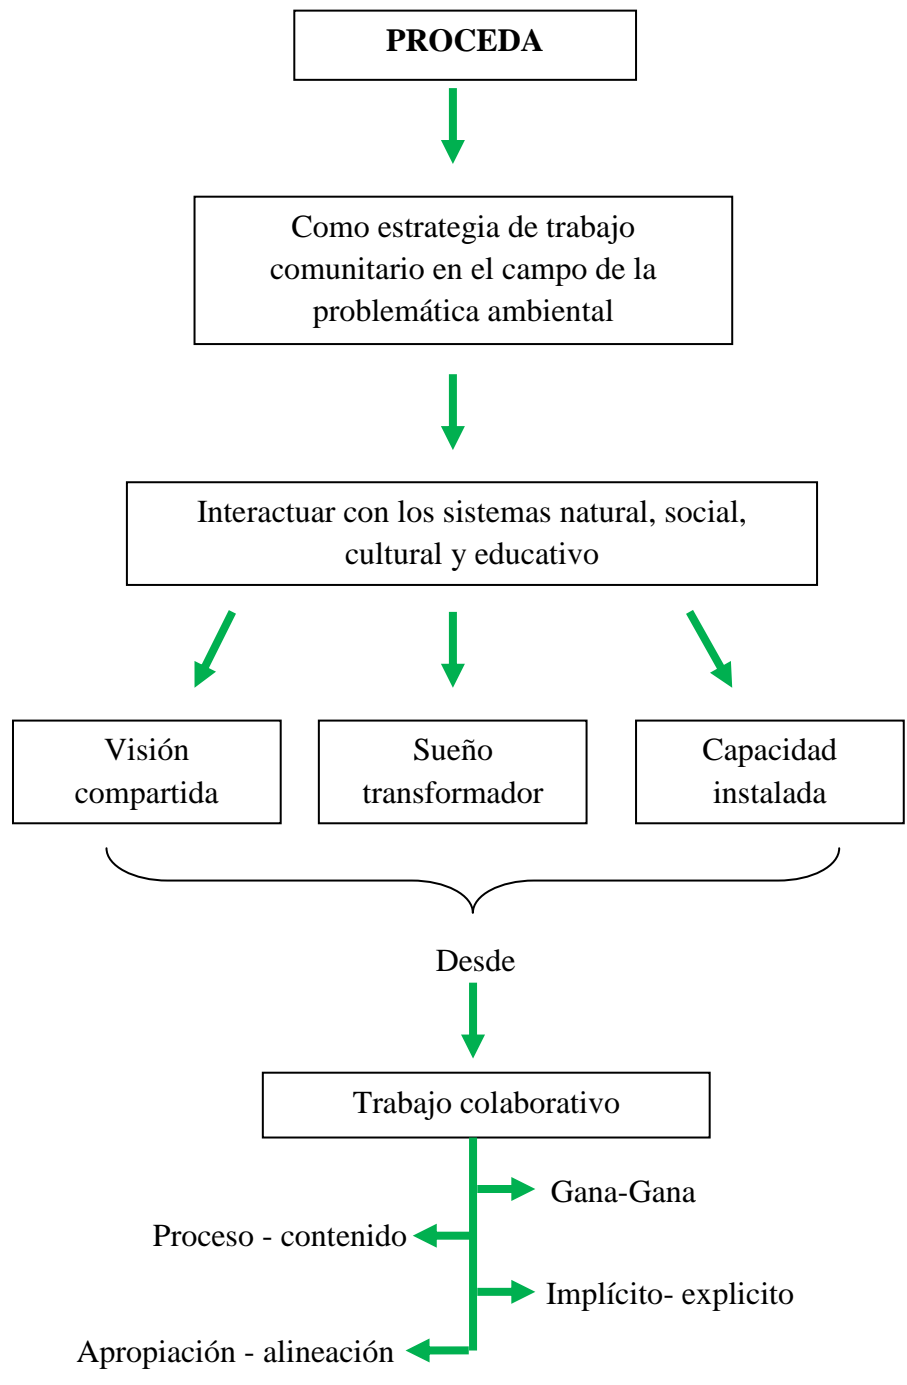 PROCEDA
Como estrategia de trabajo
comunitario en el campo de la
problemática ambiental
Interactuar con los sistemas natural, social,
cultural y educativo
Visión
compartida
Sueño
transformador
Capacidad
instalada
Desde
Trabajo colaborativo
Gana-Gana
Proceso - contenido
Implícito- explicito
Apropiación - alineación